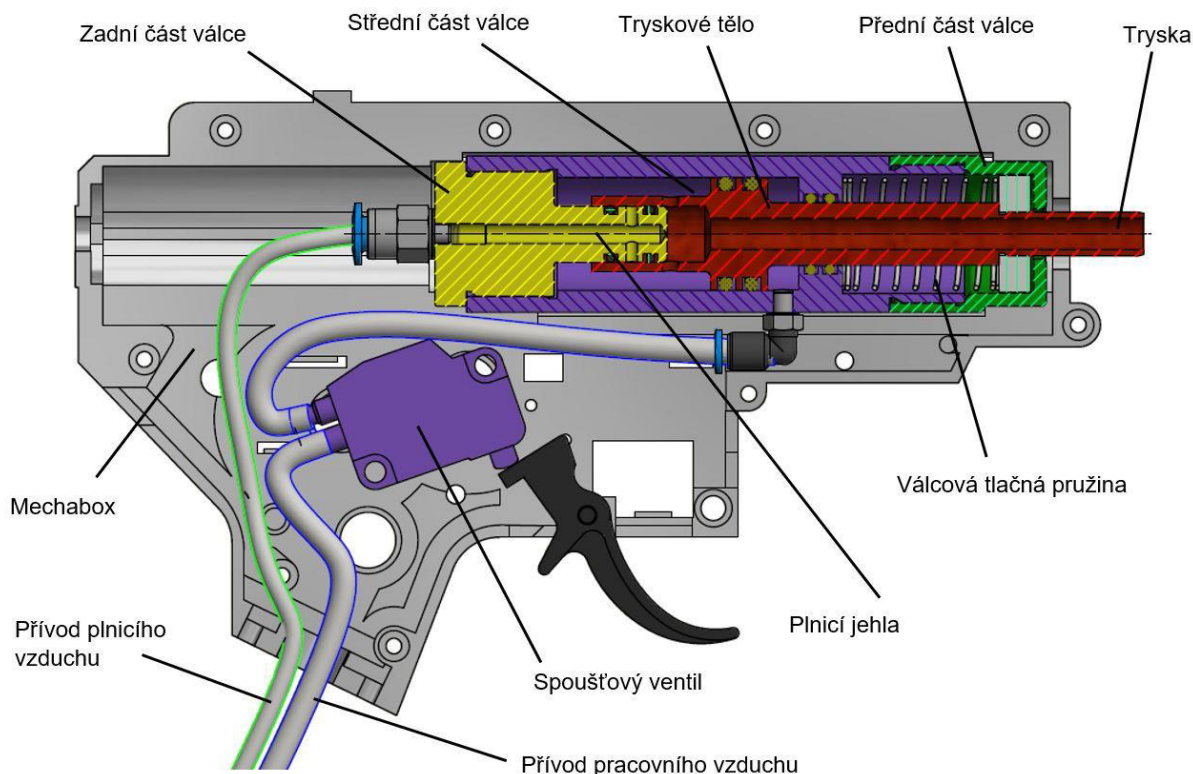 Zadní část válce
Střední část válce
Tryskové tělo
Přední část válce
Tryska
Mechabox
Válcová tlačná pružina
Přívod plnicího
vzduchu
Plnicí jehla
Spoušťový ventil
Přívod pracovního vzduchu